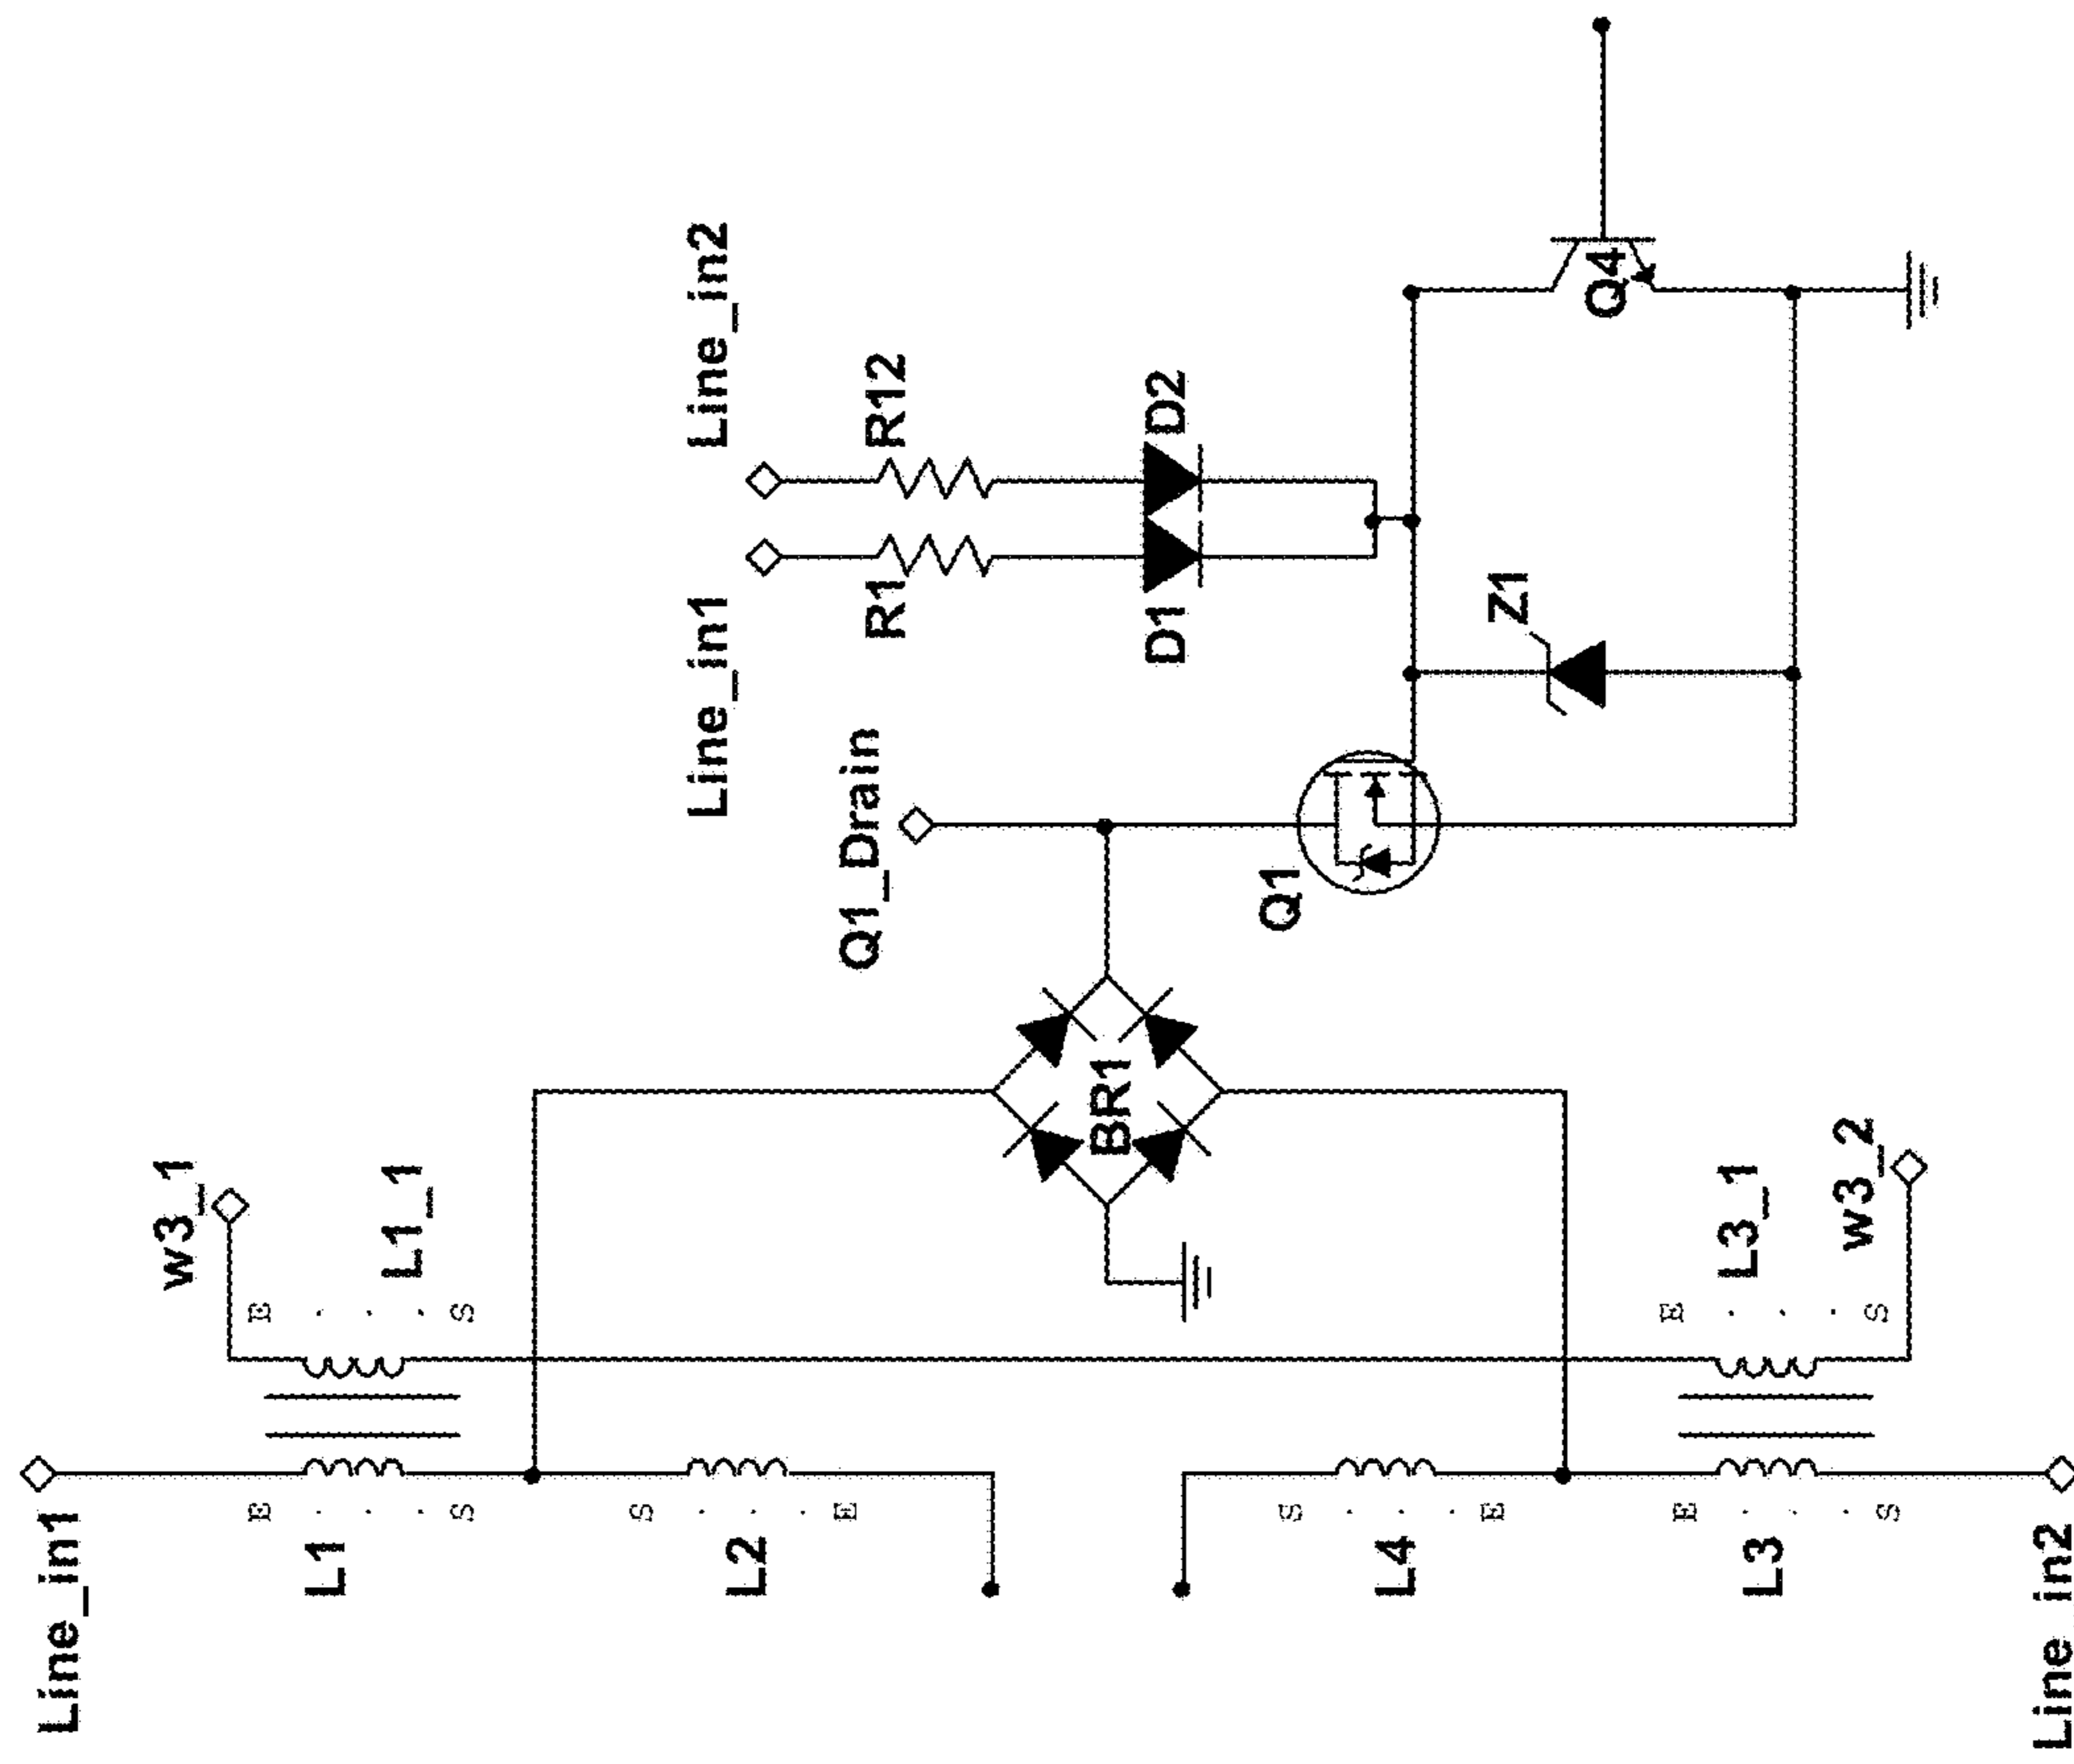 Line_in1
Line_in2
w3_1
L1_1
E . . . S
E . . . S
L1
S . . . E
L2
S . . . E
L4
E . . . S
L3
E . . . S
L3_1
w3_2
BR1
Q1_Drain
Q1
Line_in1
Line_in2
R1
R12
D1
D2
Z1
Q4